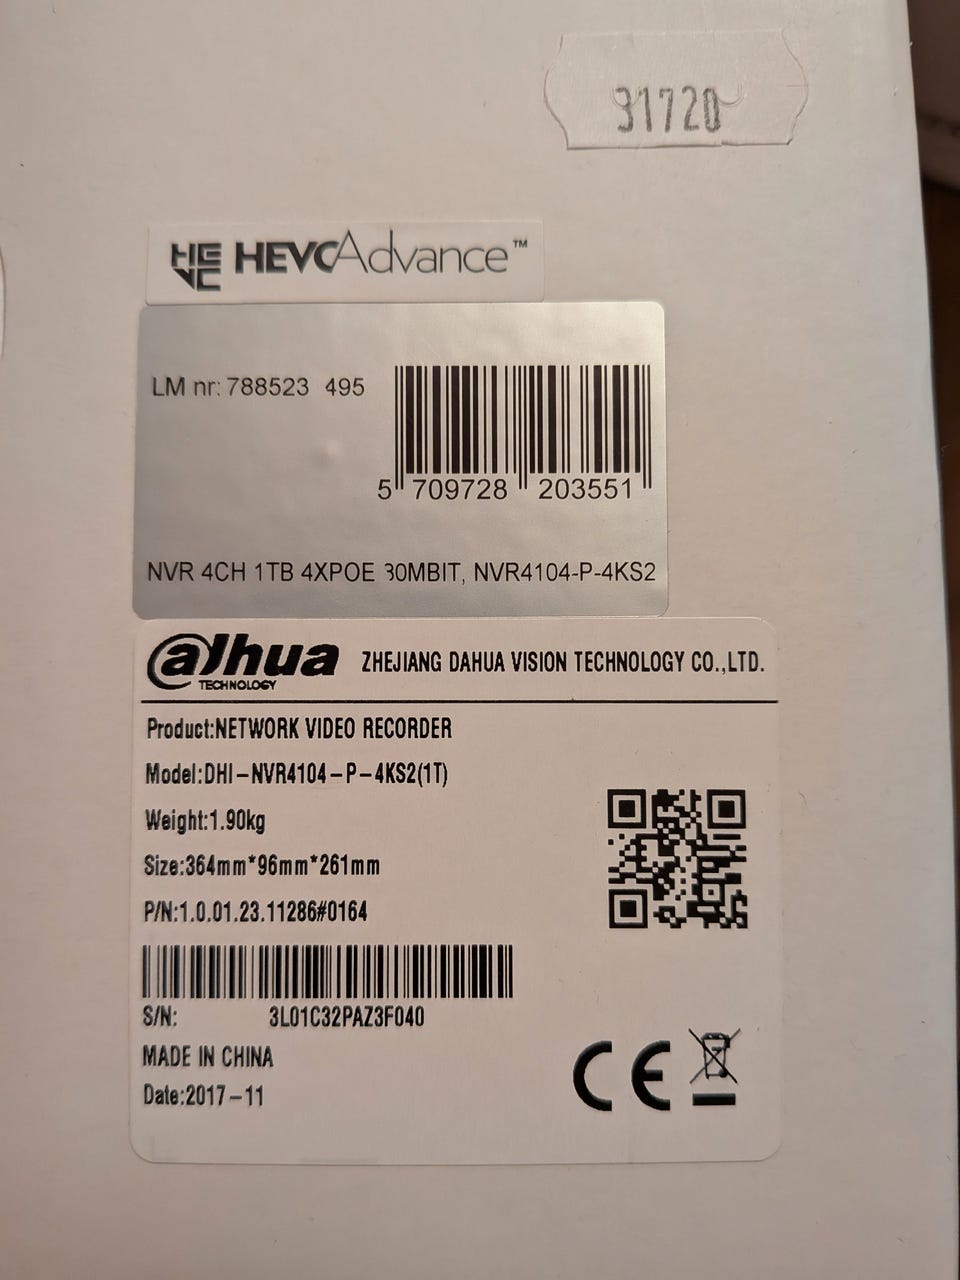 31720
HEVC HEVCAdvance™
LM nr: 788523 495
5 709728 203551
NVR 4CH 1TB 4XPOE 80MBIT, NVR4104-P-4KS2
alhua
TECHNOLOGY
ZHEJIANG DAHUA VISION TECHNOLOGY CO.,LTD.
Product:NETWORK VIDEO RECORDER
Model:DHI-NVR4104-P-4KS2(1T)
Weight:1.90kg
Size:364mm*96mm*261mm
P/N:1.0.01.23.11286#0164
S/N: 3L01C32PAZ3F040
MADE IN CHINA
Date:2017-11
CE